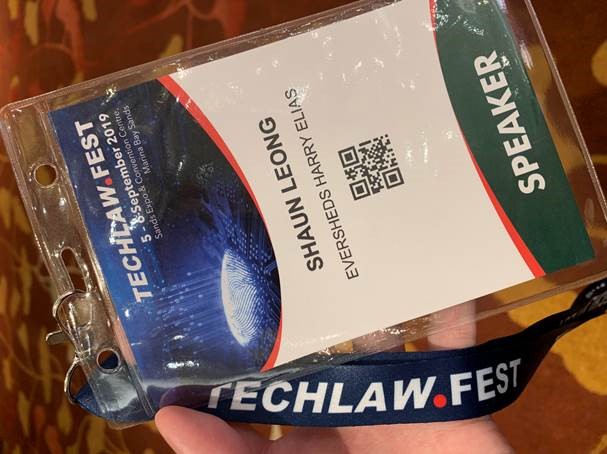 TECHLAW.FEST
5 - 6 September 2019
Sands Expo & Convention Centre,
Marina Bay Sands
SHAUN LEONG
EVERSHEDS HARRY ELIAS
SPEAKER
TECHLAW.FEST